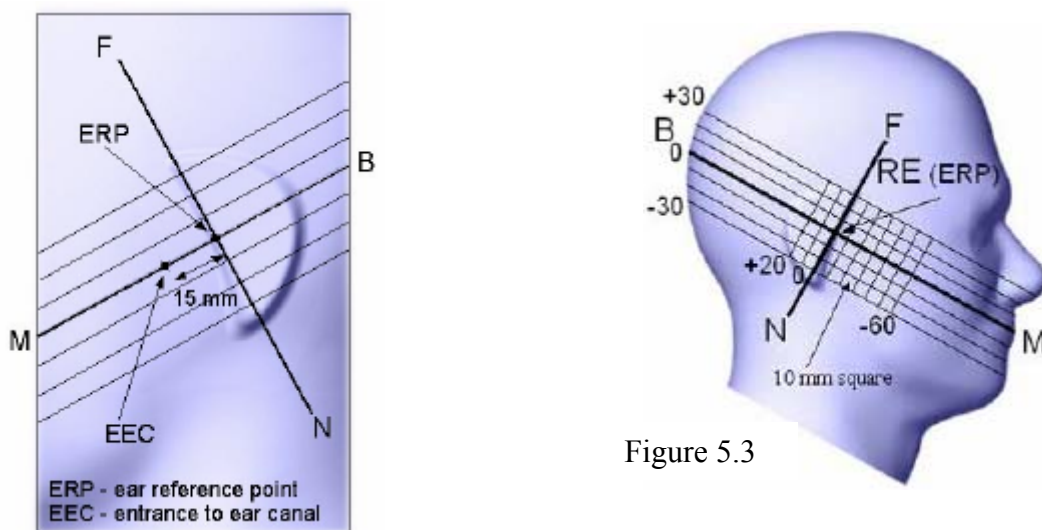 F
ERP
B
15 mm
M
EEC
N
ERP - ear reference point
EEC - entrance to ear canal
+30
B
0
F
RE (ERP)
-30
+20
0
N
-60
M
10 mm square
Figure 5.3